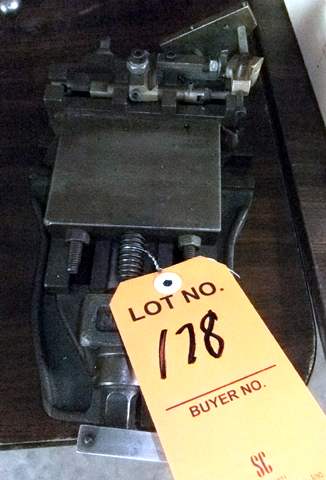 LOT NO.
178
BUYER NO.
SC